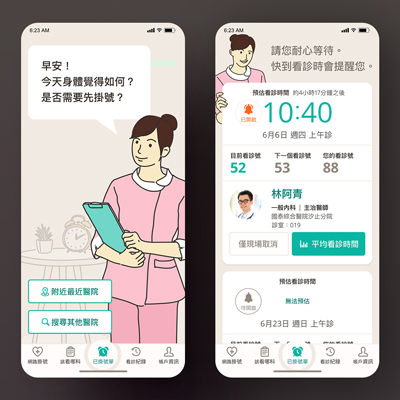 6:23 AM
早安！
今天身體覺得如何？
是否需要先掛號？
附近最近醫院
搜尋其他醫院
網路掛號
該看哪科
已掛號單
看診紀錄
帳戶資訊
6:23 AM
請您耐心等待。
快到看診時會提醒您。
預估看診時間 約4小時17分鐘之後
已開啟
10:40
6月6日 週四 上午診
目前看診號 下一個看診號 您的看診號
52 53 88
林阿青
一般內科｜主治醫師
國泰綜合醫院汐止分院
診室：019
僅現場取消
平均看診時間
預估看診時間
待開啟
無法預估
6月23日 週日 上午診
網路掛號
該看哪科
已掛號單
看診紀錄
帳戶資訊